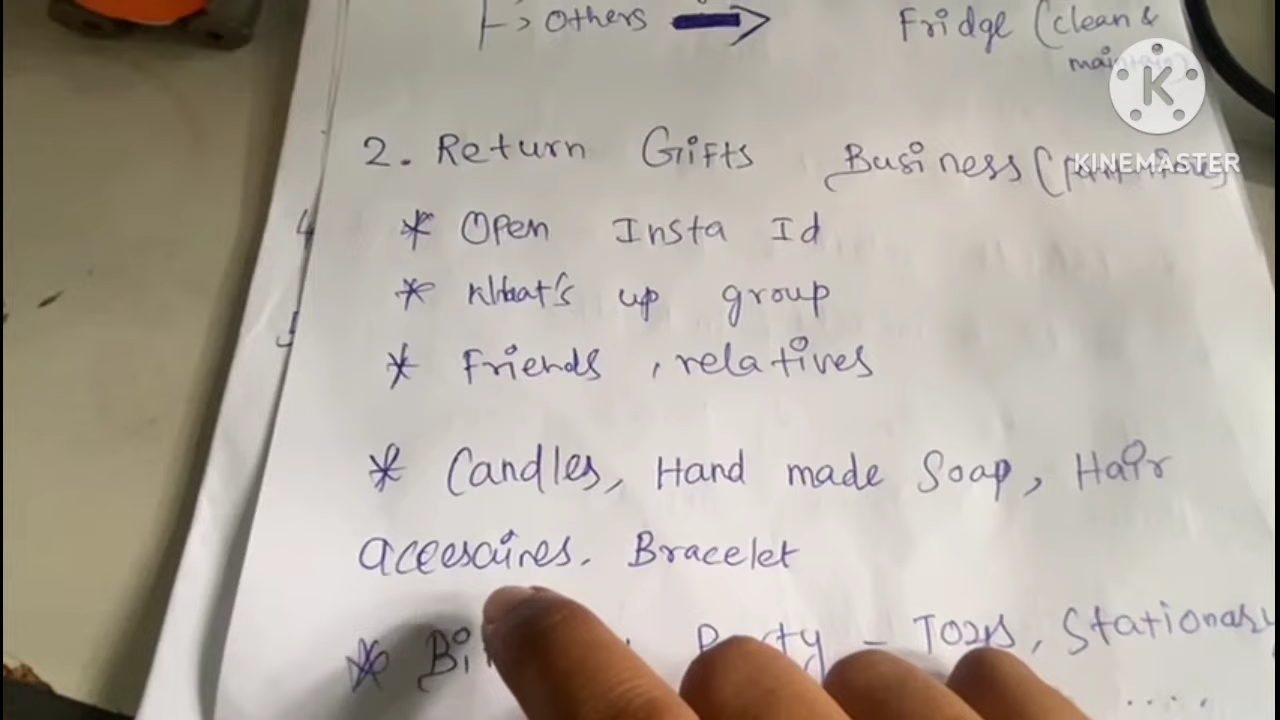 L > Others → Fridge (clean &
K
KINEMASTER
2. Return Gifts Business (
* Open Insta Id
* What's up group
* Friends, relatives
* Candles, Hand made Soap, Hair
acceesaires. Bracelet
* Party - Toys, Stationary